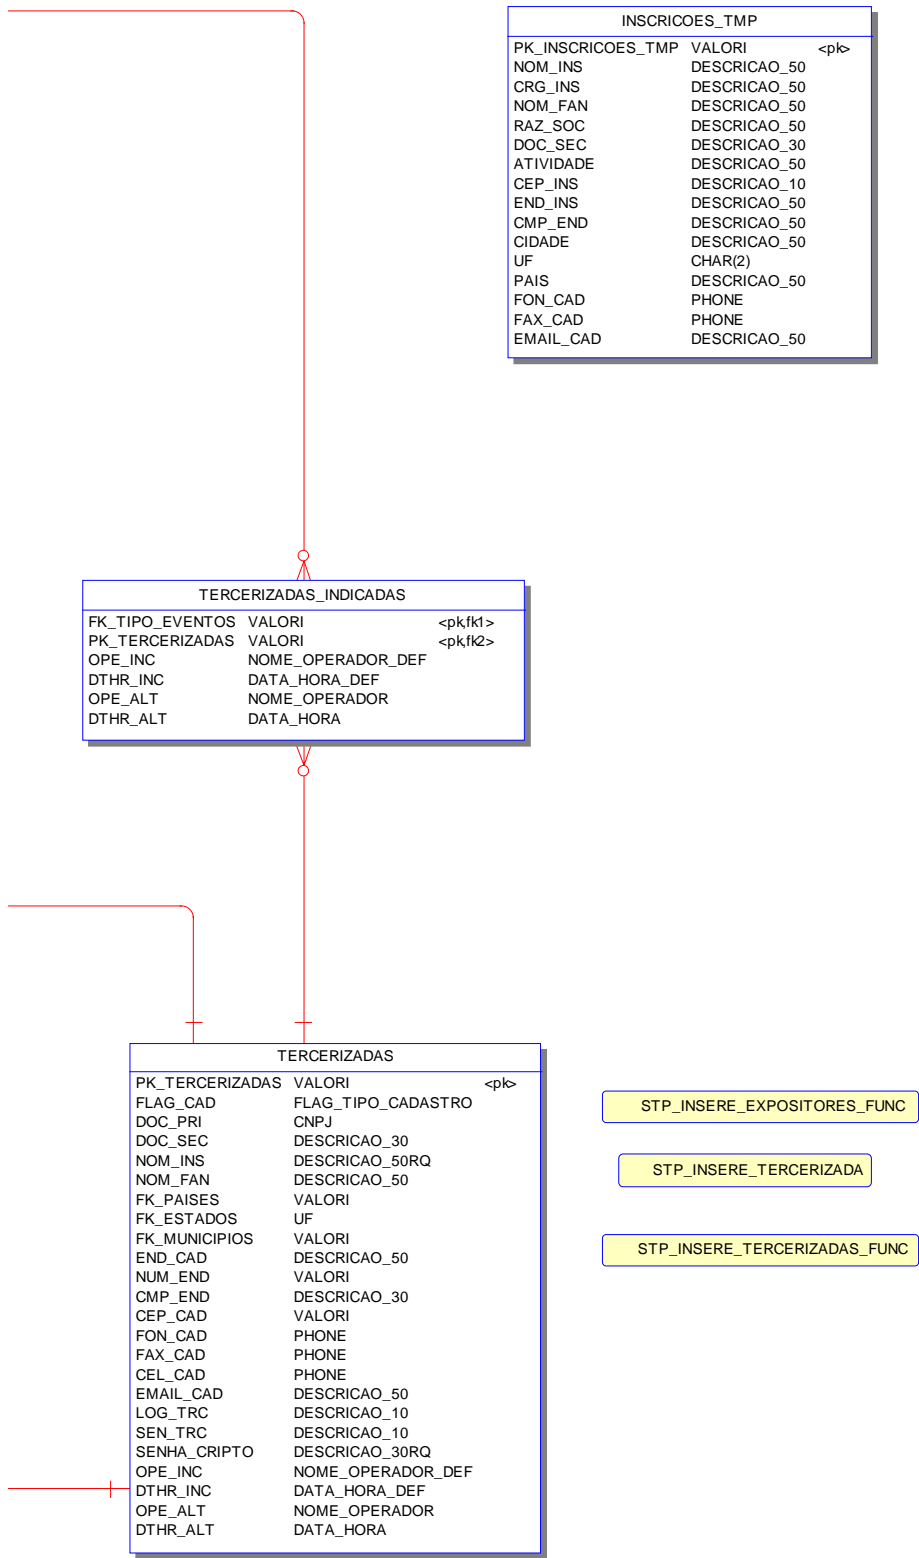 INSCRICOES_TMP
PK_INSCRICOES_TMP VALORI <pk>
NOM_INS DESCRICAO_50
CRG_INS DESCRICAO_50
NOM_FAN DESCRICAO_50
RAZ_SOC DESCRICAO_50
DOC_SEC DESCRICAO_30
ATIVIDADE DESCRICAO_50
CEP_INS DESCRICAO_10
END_INS DESCRICAO_50
CMP_END DESCRICAO_50
CIDADE DESCRICAO_50
UF CHAR(2)
PAIS DESCRICAO_50
FON_CAD PHONE
FAX_CAD PHONE
EMAIL_CAD DESCRICAO_50
TERCERIZADAS_INDICADAS
FK_TIPO_EVENTOS VALORI <pk,fk1>
PK_TERCERIZADAS VALORI <pk,fk2>
OPE_INC NOME_OPERADOR_DEF
DTHR_INC DATA_HORA_DEF
OPE_ALT NOME_OPERADOR
DTHR_ALT DATA_HORA
TERCERIZADAS
PK_TERCERIZADAS VALORI <pk>
FLAG_CAD FLAG_TIPO_CADASTRO
DOC_PRI CNPJ
DOC_SEC DESCRICAO_30
NOM_INS DESCRICAO_50RQ
NOM_FAN DESCRICAO_50
FK_PAISES VALORI
FK_ESTADOS UF
FK_MUNICIPIOS VALORI
END_CAD DESCRICAO_50
NUM_END VALORI
CMP_END DESCRICAO_30
CEP_CAD VALORI
FON_CAD PHONE
FAX_CAD PHONE
CEL_CAD PHONE
EMAIL_CAD DESCRICAO_50
LOG_TRC DESCRICAO_10
SEN_TRC DESCRICAO_10
SENHA_CRIPTO DESCRICAO_30RQ
OPE_INC NOME_OPERADOR_DEF
DTHR_INC DATA_HORA_DEF
OPE_ALT NOME_OPERADOR
DTHR_ALT DATA_HORA
STP_INSERE_EXPOSITORES_FUNC
STP_INSERE_TERCERIZADA
STP_INSERE_TERCERIZADAS_FUNC